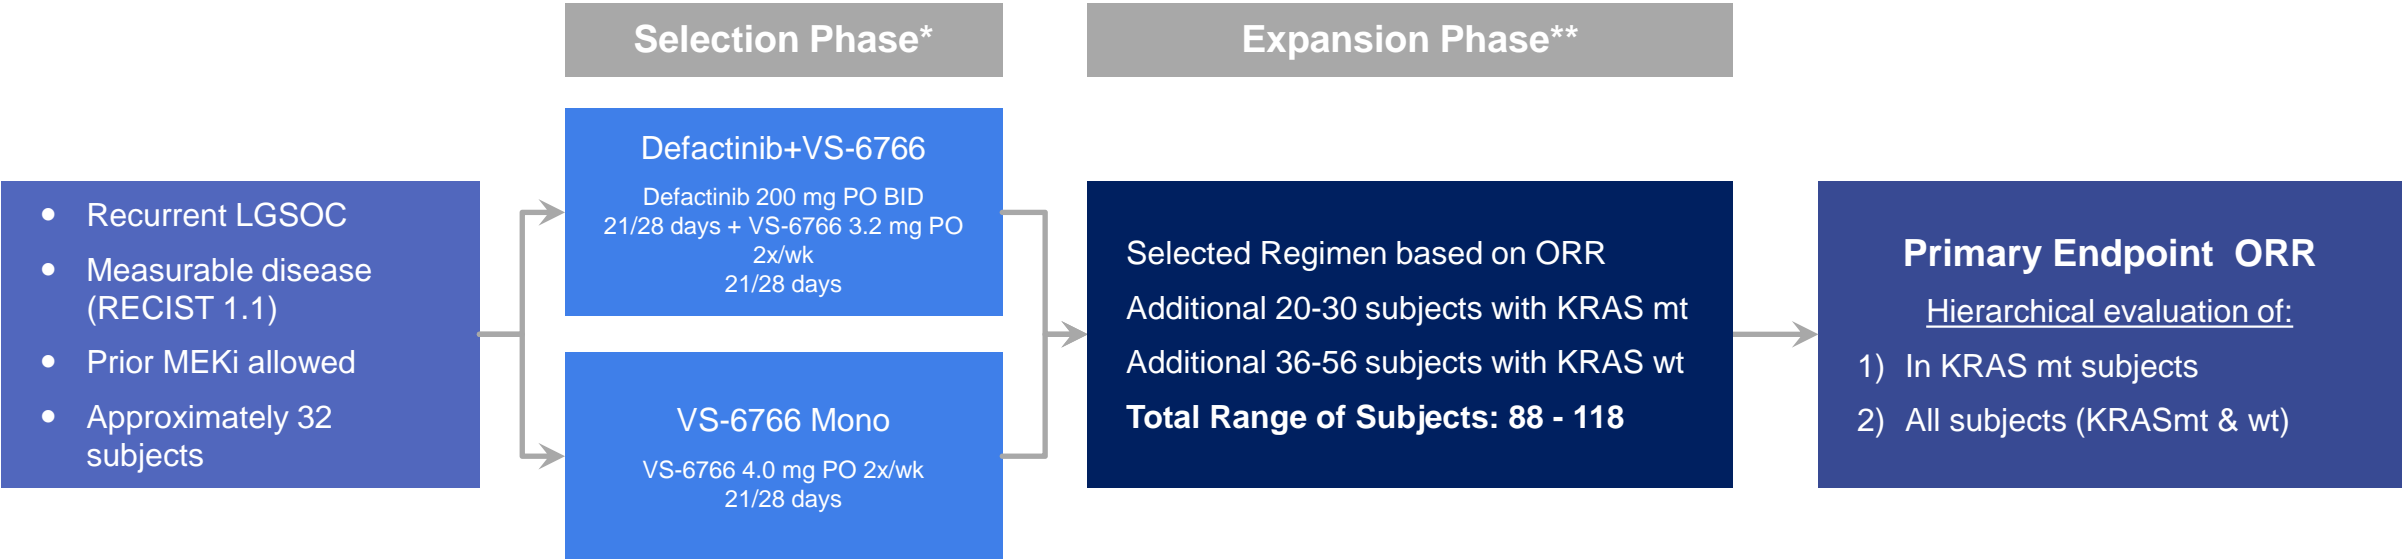 Selection Phase*
Expansion Phase**
• Recurrent LGSOC
• Measurable disease
(RECIST 1.1)
• Prior MEKi allowed
• Approximately 32
subjects
Defactinib+VS-6766
Defactinib 200 mg PO BID
21/28 days + VS-6766 3.2 mg PO
2x/wk
21/28 days
VS-6766 Mono
VS-6766 4.0 mg PO 2x/wk
21/28 days
Selected Regimen based on ORR
Additional 20-30 subjects with KRAS mt
Additional 36-56 subjects with KRAS wt
Total Range of Subjects: 88 - 118
Primary Endpoint ORR
Hierarchical evaluation of:
1) In KRAS mt subjects
2) All subjects (KRASmt & wt)